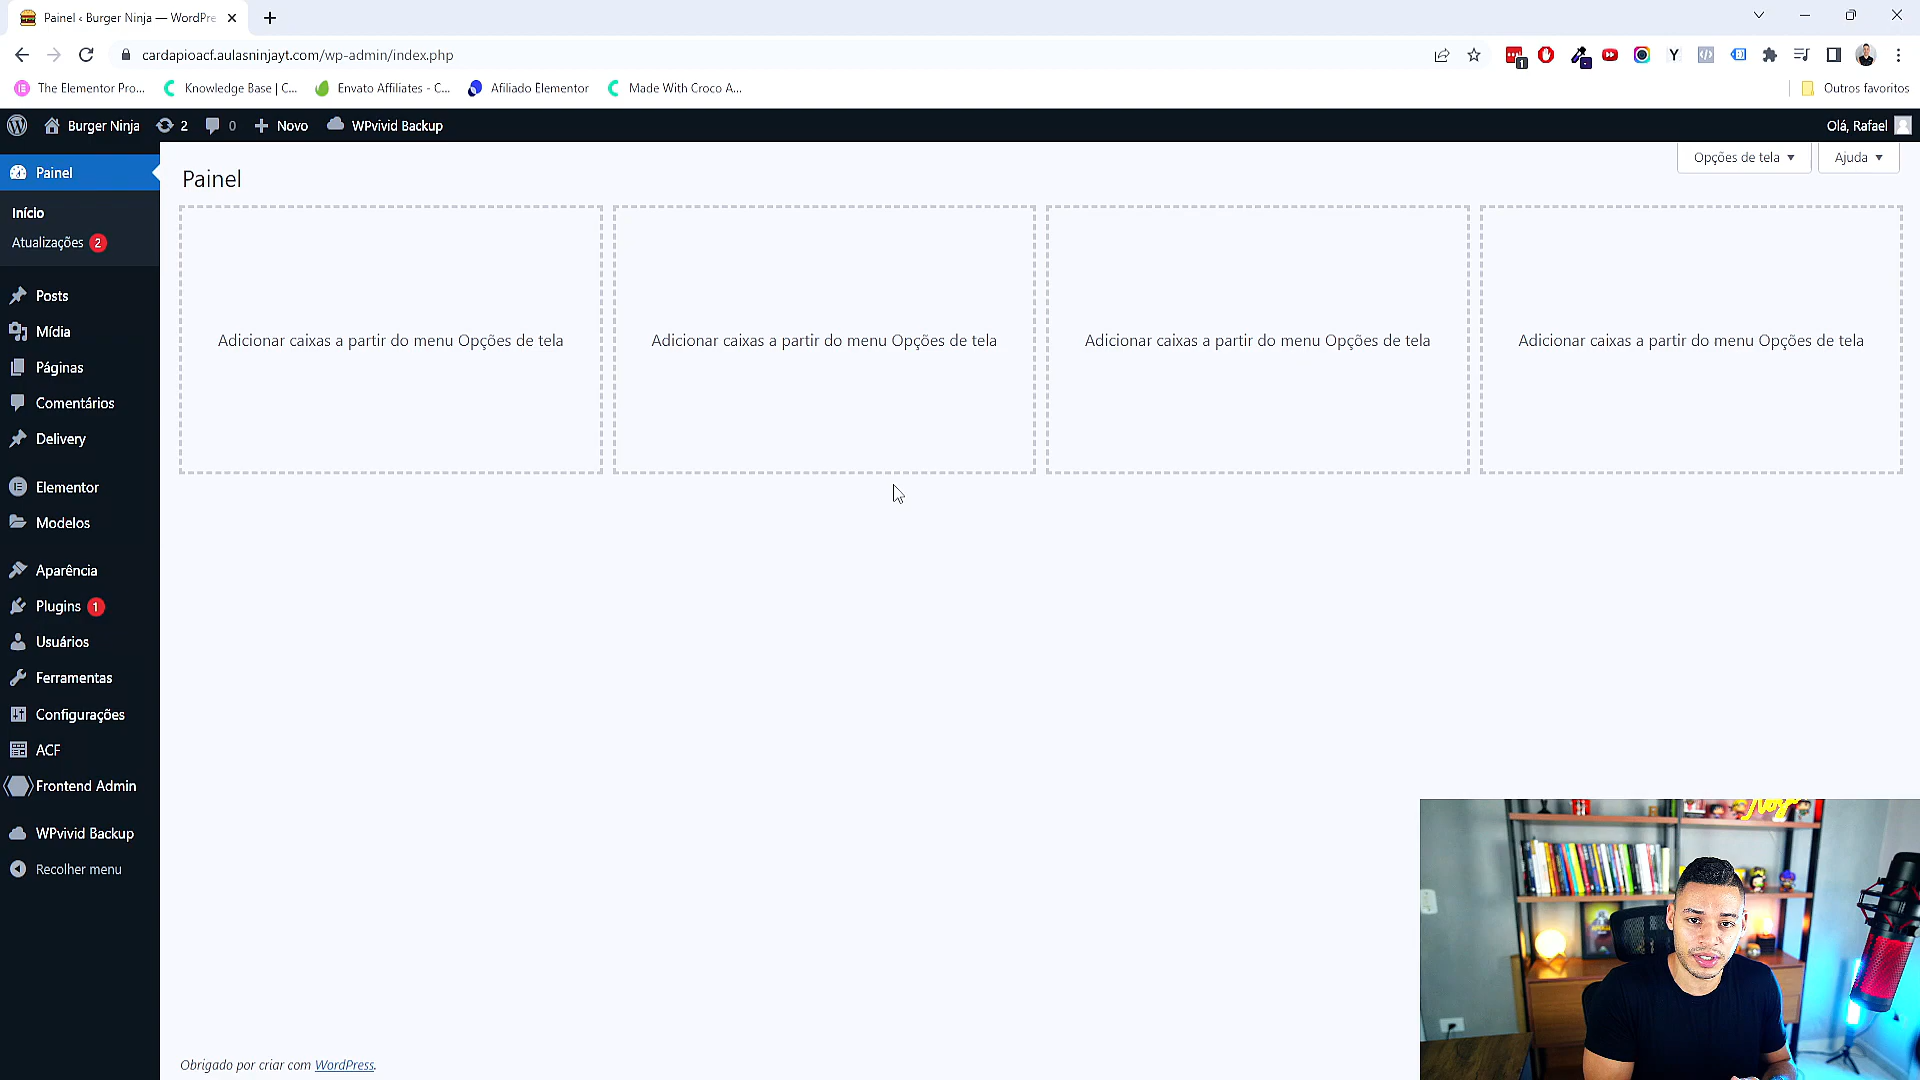 Painel ‹ Burger Ninja — WordPre
cardapioacf.aulasninjayt.com/wp-admin/index.php
1
Y
The Elementor Pro...
Knowledge Base | C...
Envato Affiliates - C...
Afiliado Elementor
Made With Croco A...
Outros favoritos
Burger Ninja
2
0
Novo
WPvivid Backup
Olá, Rafael
Painel
Início
Atualizações 2
Posts
Mídia
Páginas
Comentários
Delivery
Elementor
Modelos
Aparência
Plugins 1
Usuários
Ferramentas
Configurações
ACF
Frontend Admin
WPvivid Backup
Recolher menu
Opções de tela
Ajuda
Painel
Adicionar caixas a partir do menu Opções de tela
Adicionar caixas a partir do menu Opções de tela
Adicionar caixas a partir do menu Opções de tela
Adicionar caixas a partir do menu Opções de tela
Obrigado por criar com WordPress.